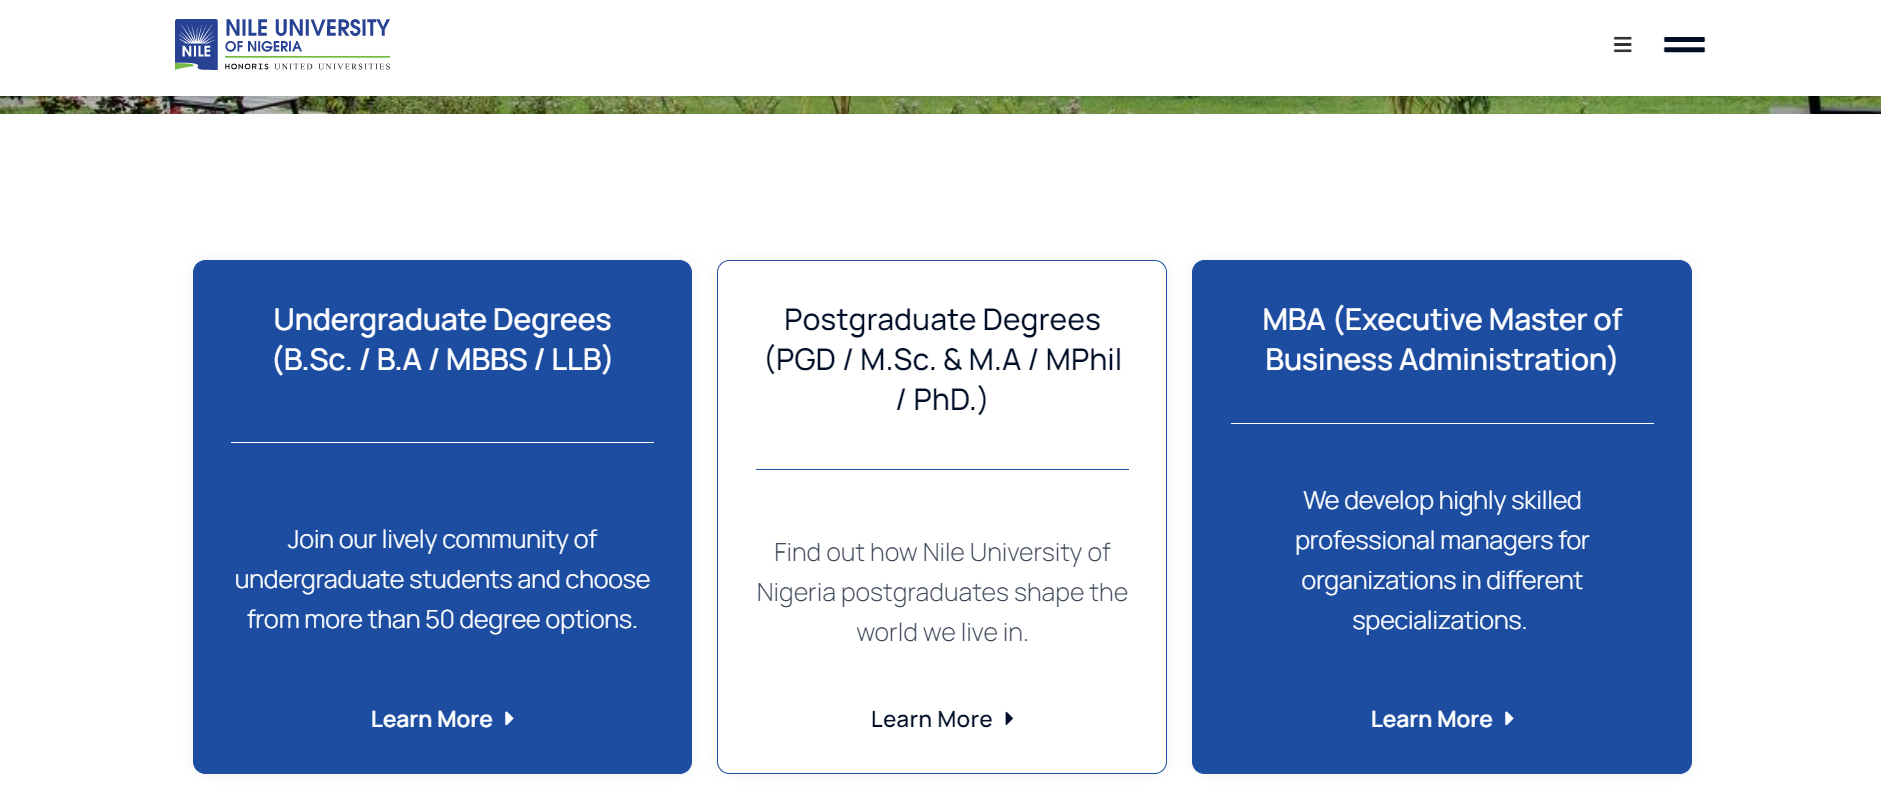 NILE
NILE UNIVERSITY
OF NIGERIA
HONORIS UNITED UNIVERSITIES
Undergraduate Degrees
(B.Sc. / B.A / MBBS / LLB)
Join our lively community of
undergraduate students and choose
from more than 50 degree options.
Learn More
Postgraduate Degrees
(PGD / M.Sc. & M.A / MPhil
/ PhD.)
Find out how Nile University of
Nigeria postgraduates shape the
world we live in.
Learn More
MBA (Executive Master of
Business Administration)
We develop highly skilled
professional managers for
organizations in different
specializations.
Learn More